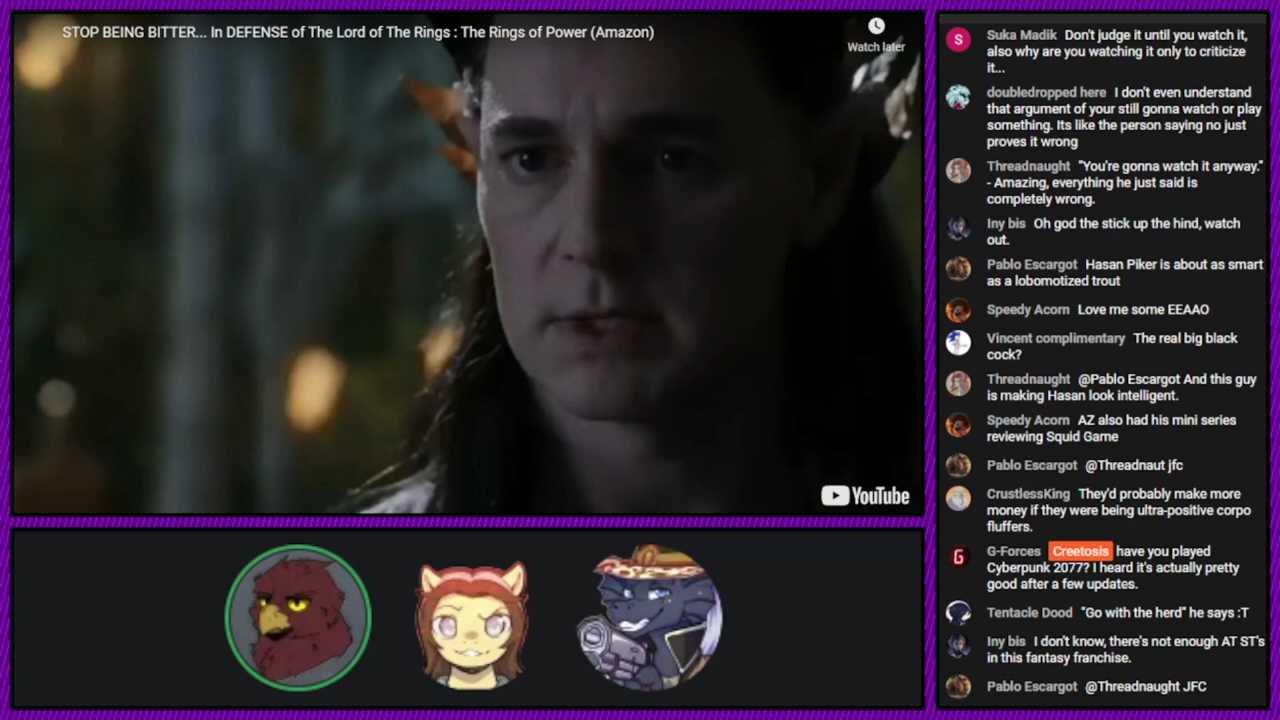 STOP BEING BITTER... In DEFENSE of The Lord of The Rings : The Rings of Power (Amazon)
Watch later
YouTube
S
Suka Madik Don't judge it until you watch it,
also why are you watching it only to criticize
it...
doubledropped here I don't even understand
that argument of your still gonna watch or play
something. Its like the person saying no just
proves it wrong
Threadnaught "You're gonna watch it anyway."
- Amazing, everything he just said is
completely wrong.
Iny bis Oh god the stick up the hind, watch
out.
Pablo Escargot Hasan Piker is about as smart
as a lobomotized trout
Speedy Acorn Love me some EEAAO
Vincent complimentary The real big black
cock?
Threadnaught @Pablo Escargot And this guy
is making Hasan look intelligent.
Speedy Acorn AZ also had his mini series
reviewing Squid Game
Pablo Escargot @Threadnaut jfc
CrustlessKing They'd probably make more
money if they were being ultra-positive corpo
fluffers.
G
G-Forces Creetosis have you played
Cyberpunk 2077? I heard it's actually pretty
good after a few updates.
Tentacle Dood "Go with the herd" he says :T
Iny bis I don't know, there's not enough AT ST's
in this fantasy franchise.
Pablo Escargot @Threadnaught JFC